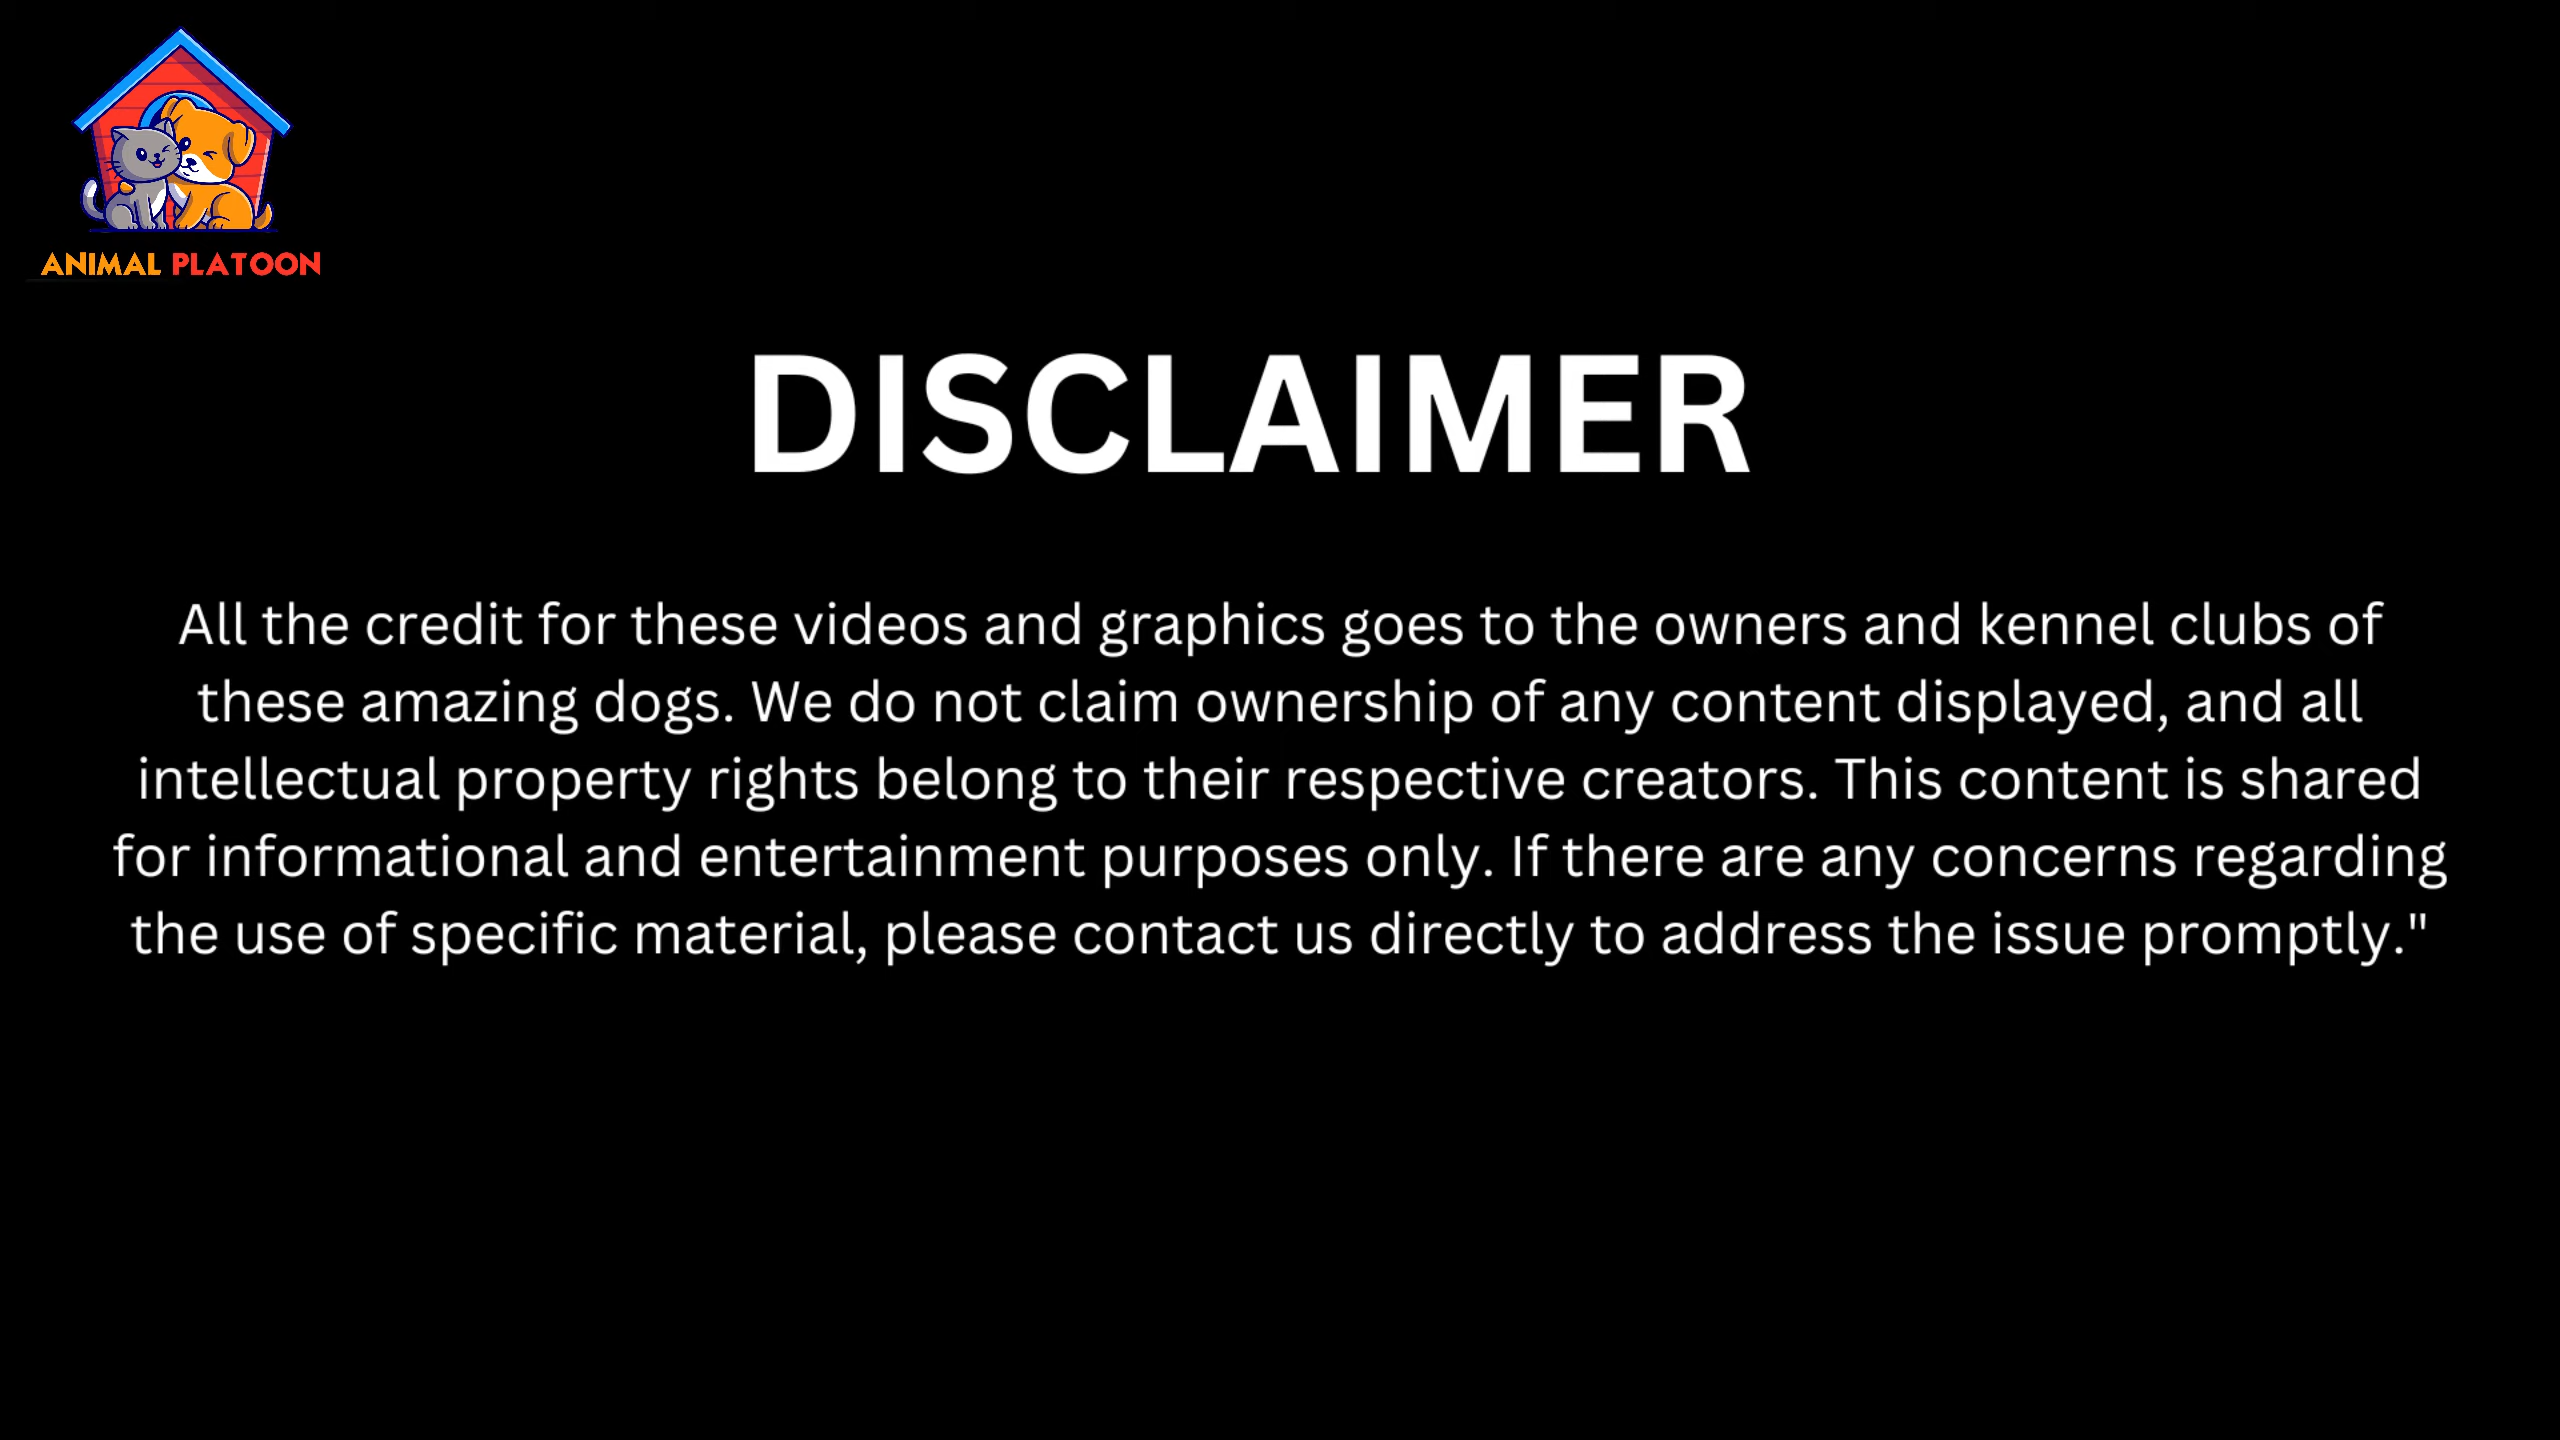 ANIMAL PLATOON
DISCLAIMER
All the credit for these videos and graphics goes to the owners and kennel clubs of
these amazing dogs. We do not claim ownership of any content displayed, and all
intellectual property rights belong to their respective creators. This content is shared
for informational and entertainment purposes only. If there are any concerns regarding
the use of specific material, please contact us directly to address the issue promptly."